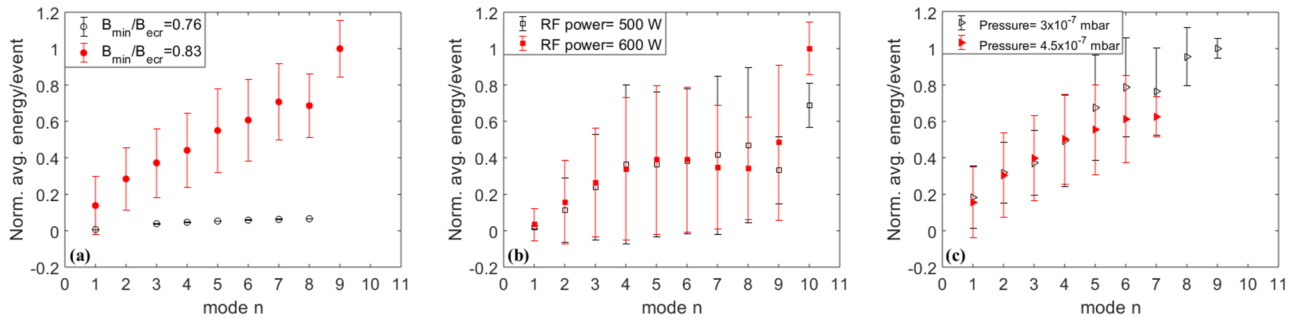 1.2
1
0.8
0.6
0.4
0.2
0
-0.2
Norm. avg. energy/event
B_min/B_ecr=0.76
B_min/B_ecr=0.83
(a)
0 1 2 3 4 5 6 7 8 9 10 11
mode n
1.2
1
0.8
0.6
0.4
0.2
0
-0.2
Norm. avg. energy/event
RF power= 500 W
RF power= 600 W
(b)
0 1 2 3 4 5 6 7 8 9 10 11
mode n
1.2
1
0.8
0.6
0.4
0.2
0
-0.2
Norm. avg. energy/event
Pressure= 3x10^-7 mbar
Pressure= 4.5x10^-7 mbar
(c)
0 1 2 3 4 5 6 7 8 9 10 11
mode n